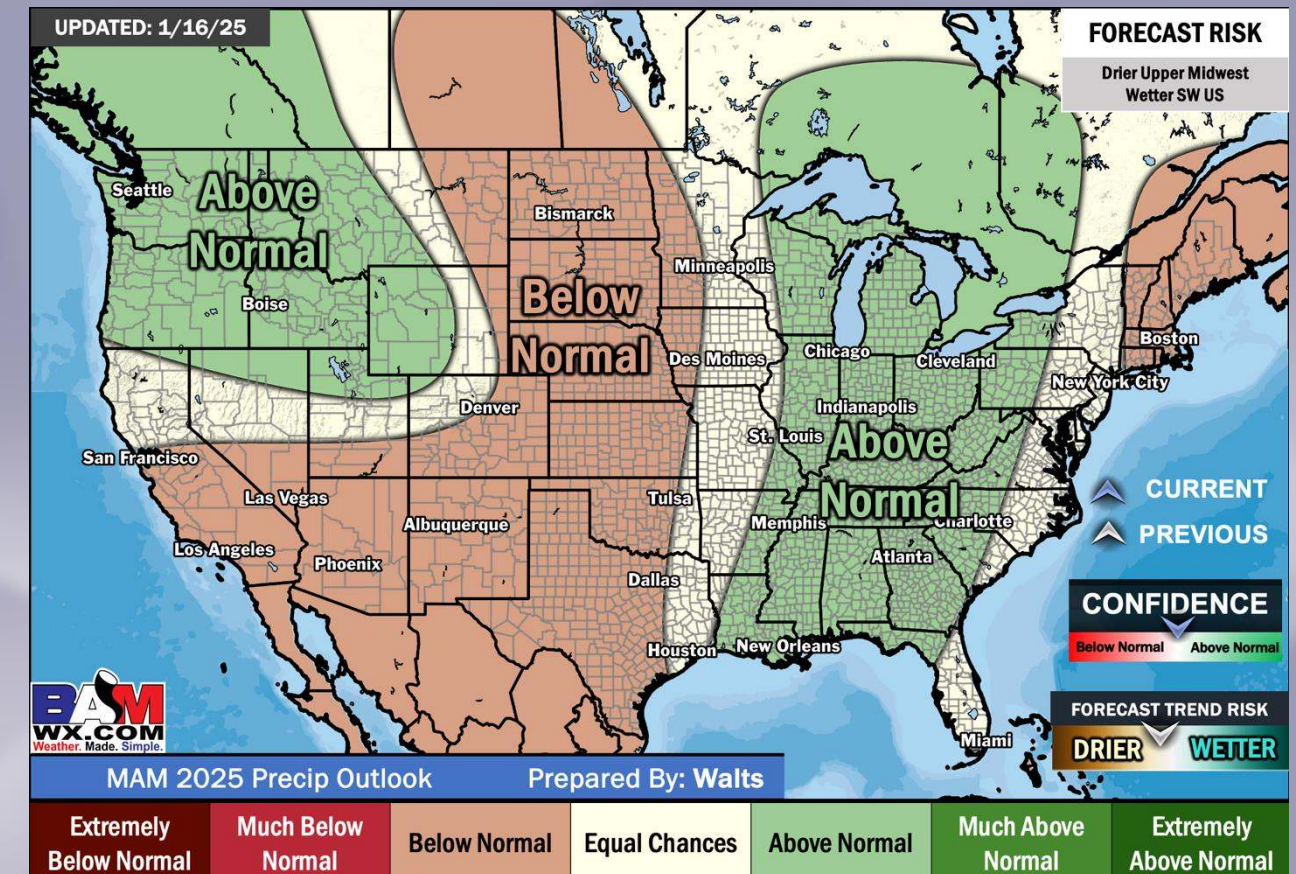 UPDATED: 1/16/25
FORECAST RISK
Drier Upper Midwest
Wetter SW US
Seattle
Above
Normal
Boise
Bismarck
Minneapolis
Below
Normal
Des Moines
Chicago
Cleveland
Boston
New York City
Denver
Indianapolis
St. Louis
Above
Normal
San Francisco
Las Vegas
Tulsa
Memphis
Charlotte
Albuquerque
Los Angeles
Phoenix
Atlanta
Dallas
Houston
New Orleans
Miami
CURRENT
PREVIOUS
CONFIDENCE
Below Normal
Above Normal
FORECAST TREND RISK
DRIER
WETTER
BAM
WX.COM
Weather. Made. Simple.
MAM 2025 Precip Outlook
Prepared By: Walts
Extremely
Below Normal
Much Below
Normal
Below Normal
Equal Chances
Above Normal
Much Above
Normal
Extremely
Above Normal